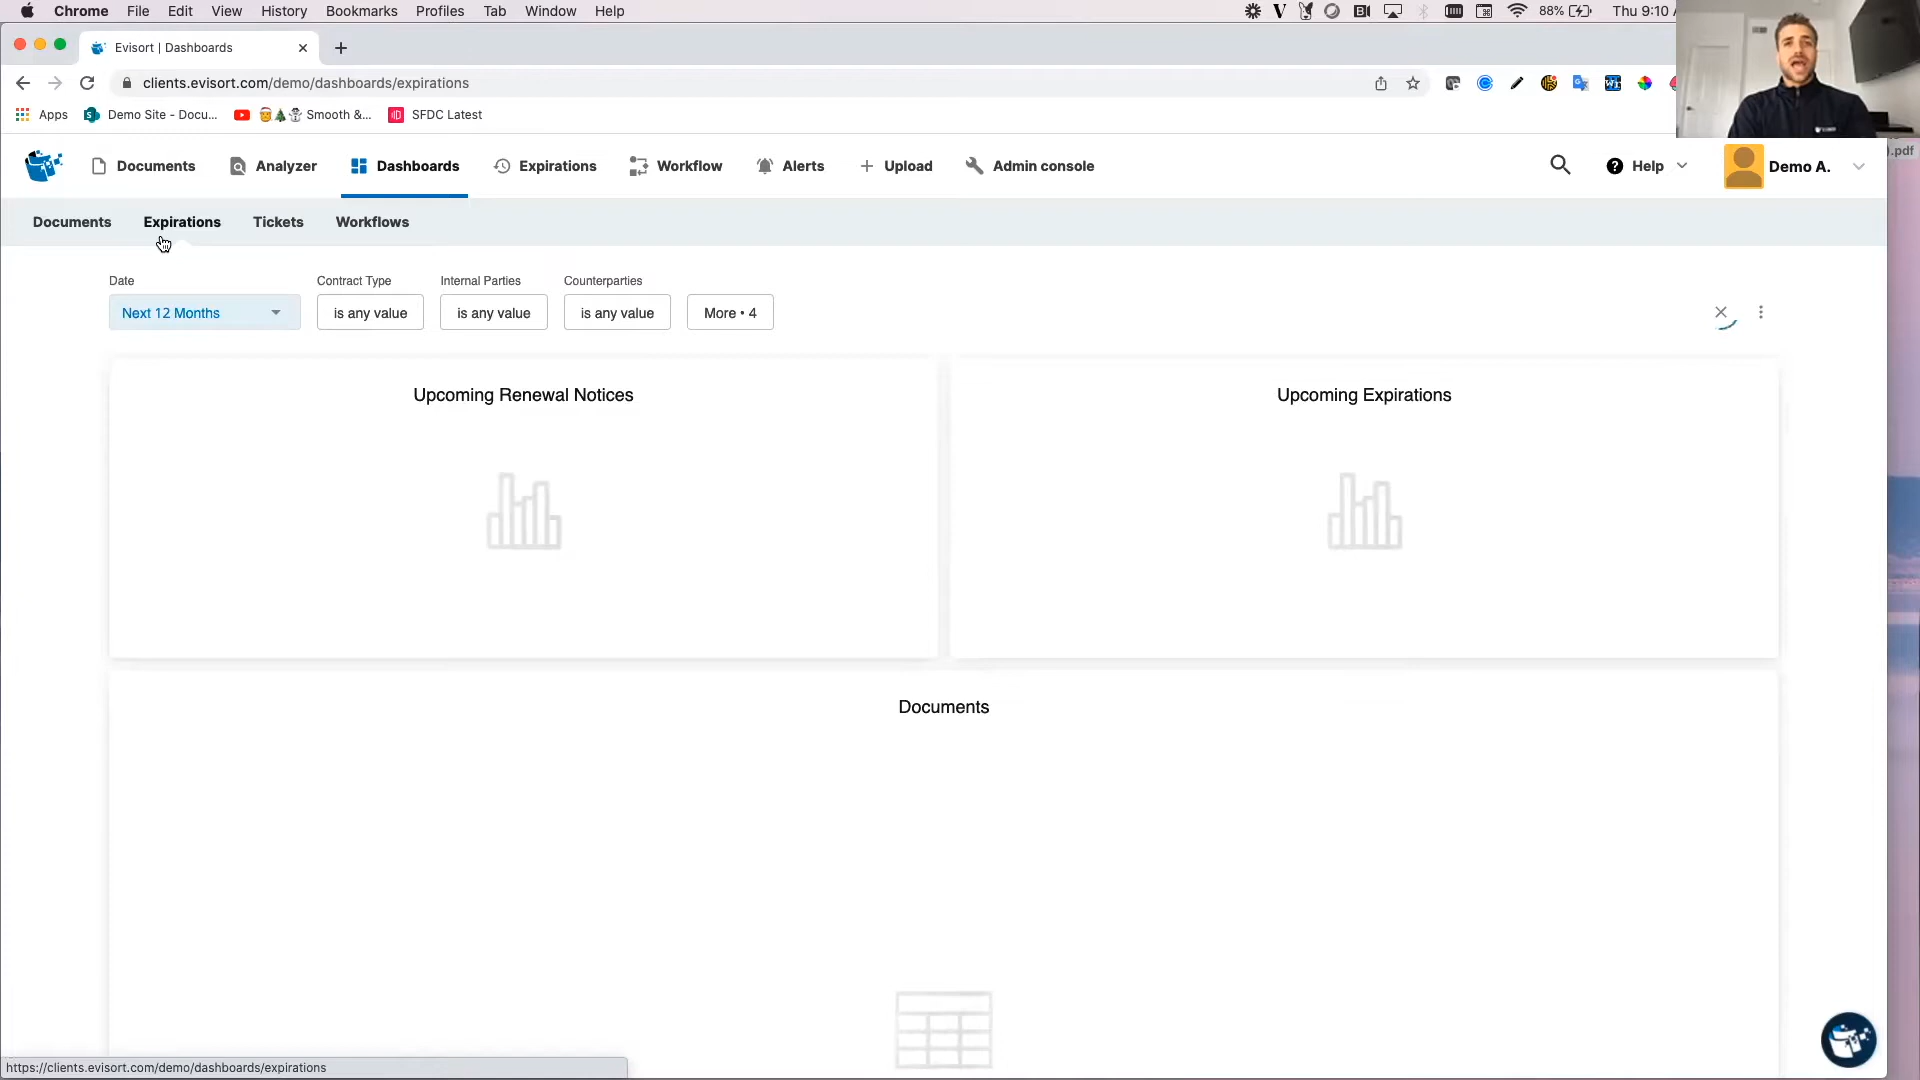 Chrome File Edit View History Bookmarks Profiles Tab Window Help 88% Thu 9:10
Evisort | Dashboards
clients.evisort.com/demo/dashboards/expirations
Apps Demo Site - Docu... Smooth &... SFDC Latest
).pdf
Documents Analyzer Dashboards Expirations Workflow Alerts Upload Admin console Help Demo A.
Documents Expirations Tickets Workflows
Date Contract Type Internal Parties Counterparties
Next 12 Months is any value is any value is any value More • 4
Upcoming Renewal Notices Upcoming Expirations
Documents
https://clients.evisort.com/demo/dashboards/expirations